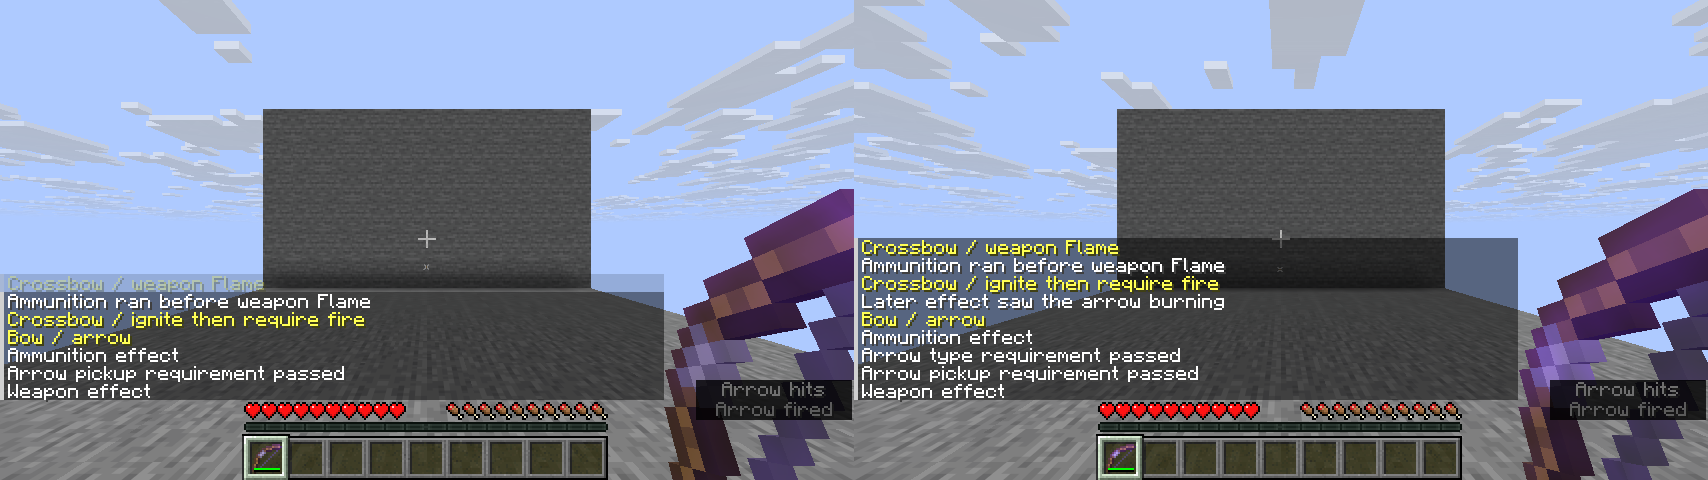 Crossbow / weapon Flame
Ammunition ran before weapon Flame
Crossbow / ignite then require fire
Bow / arrow
Ammunition effect
Arrow pickup requirement passed
Weapon effect
Arrow hits
Arrow fired
Crossbow / weapon Flame
Ammunition ran before weapon Flame
Crossbow / ignite then require fire
Later effect saw the arrow burning
Bow / arrow
Ammunition effect
Arrow type requirement passed
Arrow pickup requirement passed
Weapon effect
Arrow hits
Arrow fired